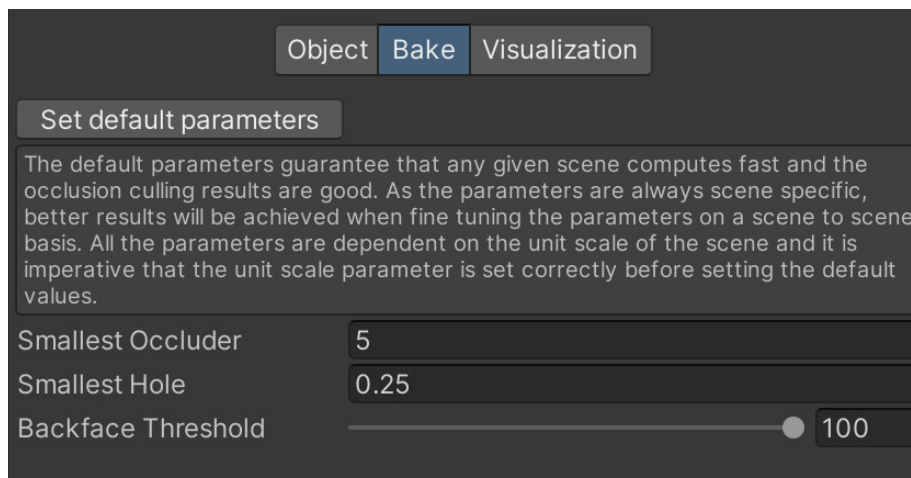 Object Bake Visualization
Set default parameters
The default parameters guarantee that any given scene computes fast and the
occlusion culling results are good. As the parameters are always scene specific,
better results will be achieved when fine tuning the parameters on a scene to scene
basis. All the parameters are dependent on the unit scale of the scene and it is
imperative that the unit scale parameter is set correctly before setting the default
values.
Smallest Occluder 5
Smallest Hole 0.25
Backface Threshold 100